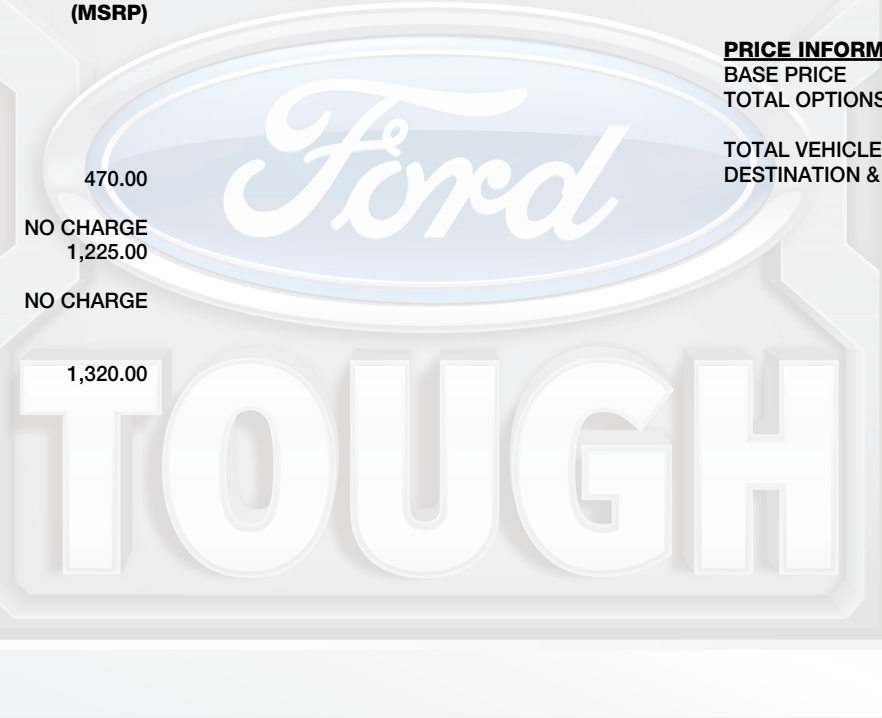 (MSRP)
470.00
NO CHARGE
1,225.00
NO CHARGE
1,320.00
PRICE INFORM
BASE PRICE
TOTAL OPTIONS
TOTAL VEHICLE
DESTINATION &
Ford
TOUGH